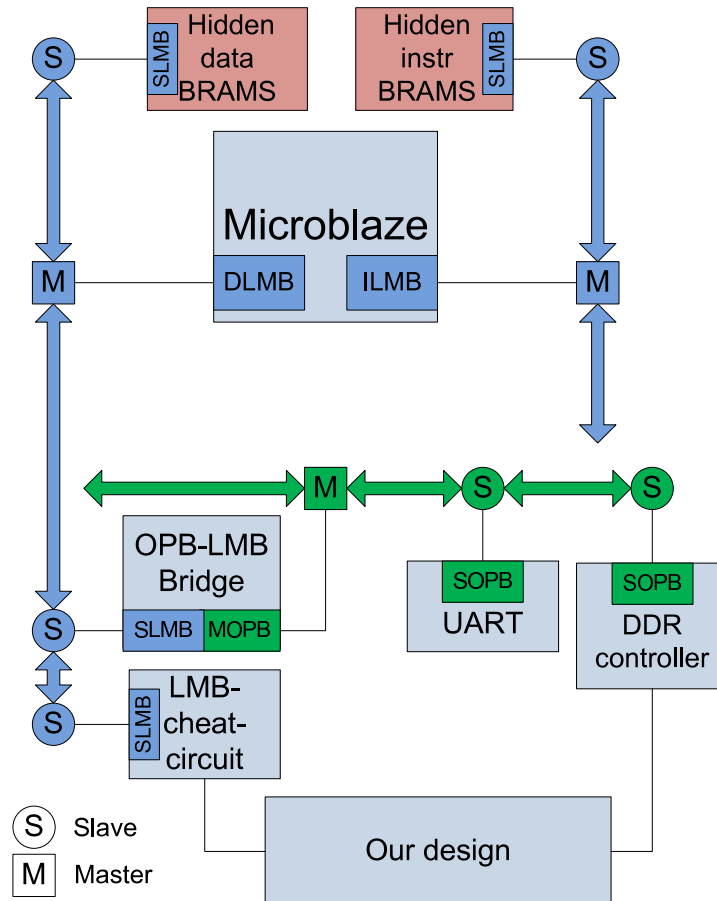 S
SLMB
Hidden
data
BRAMS
Hidden
instr
BRAMS
SLMB
S
Microblaze
M
DLMB
ILMB
M
M
S
S
OPB-LMB
Bridge
SLMB
MOPB
S
SOPB
UART
SOPB
DDR
controller
S
SLMB
LMB-
cheat-
circuit
S
Slave
M
Master
Our design